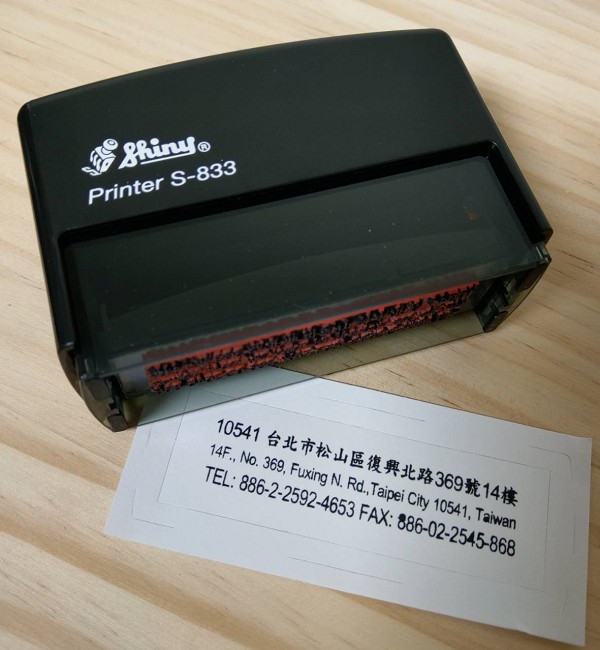 Shiny®
Printer S-833
10541 台北市松山區復興北路369號14樓
14F., No. 369, Fuxing N. Rd.,Taipei City 10541, Taiwan
TEL: 886-2-2592-4653 FAX: 886-02-2545-868